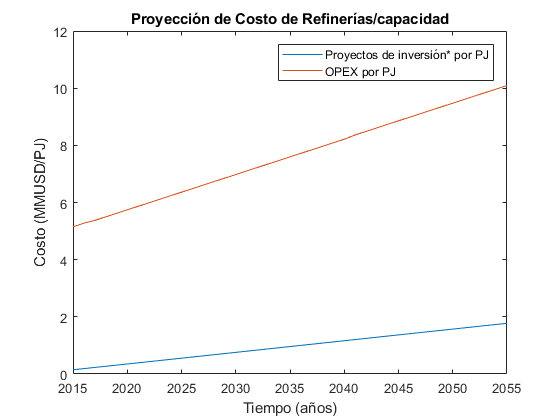 Proyección de Costo de Refinerías/capacidad
12
10
8
6
4
2
0
Costo (MMUSD/PJ)
Proyectos de inversión* por PJ
OPEX por PJ
2015 2020 2025 2030 2035 2040 2045 2050 2055
Tiempo (años)